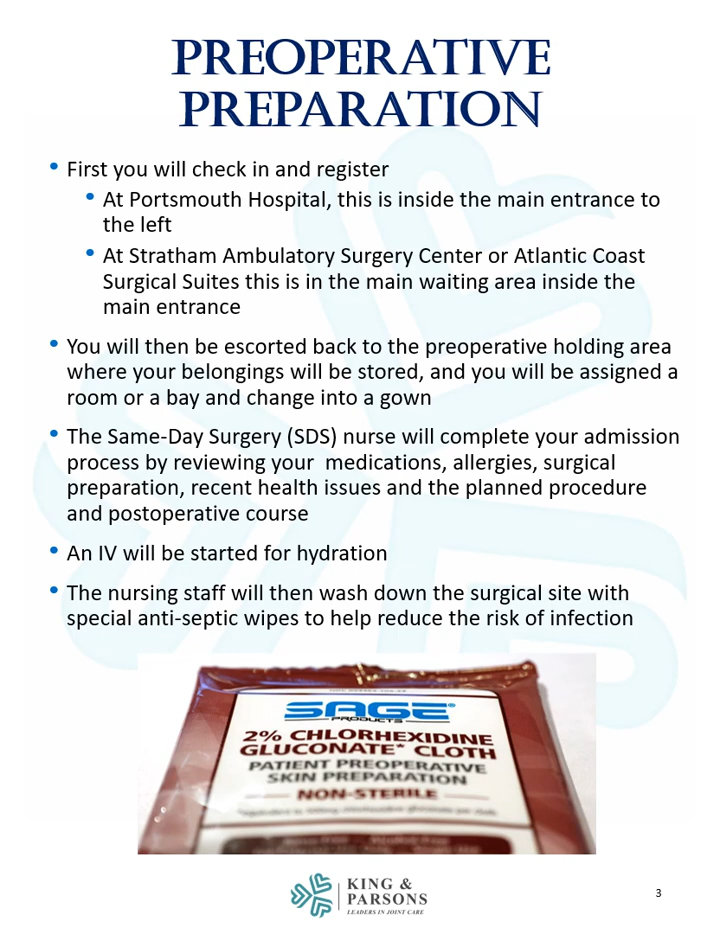 PREOPERATIVE
PREPARATION
• First you will check in and register
• At Portsmouth Hospital, this is inside the main entrance to
the left
• At Stratham Ambulatory Surgery Center or Atlantic Coast
Surgical Suites this is in the main waiting area inside the
main entrance
• You will then be escorted back to the preoperative holding area
where your belongings will be stored, and you will be assigned a
room or a bay and change into a gown
• The Same-Day Surgery (SDS) nurse will complete your admission
process by reviewing your  medications, allergies, surgical
preparation, recent health issues and the planned procedure
and postoperative course
• An IV will be started for hydration
• The nursing staff will then wash down the surgical site with
special anti-septic wipes to help reduce the risk of infection
SAGE®
PRODUCTS
2% CHLORHEXIDINE
GLUCONATE* CLOTH
PATIENT PREOPERATIVE
SKIN PREPARATION
NON-STERILE
KING &
PARSONS
LEADERS IN JOINT CARE
3